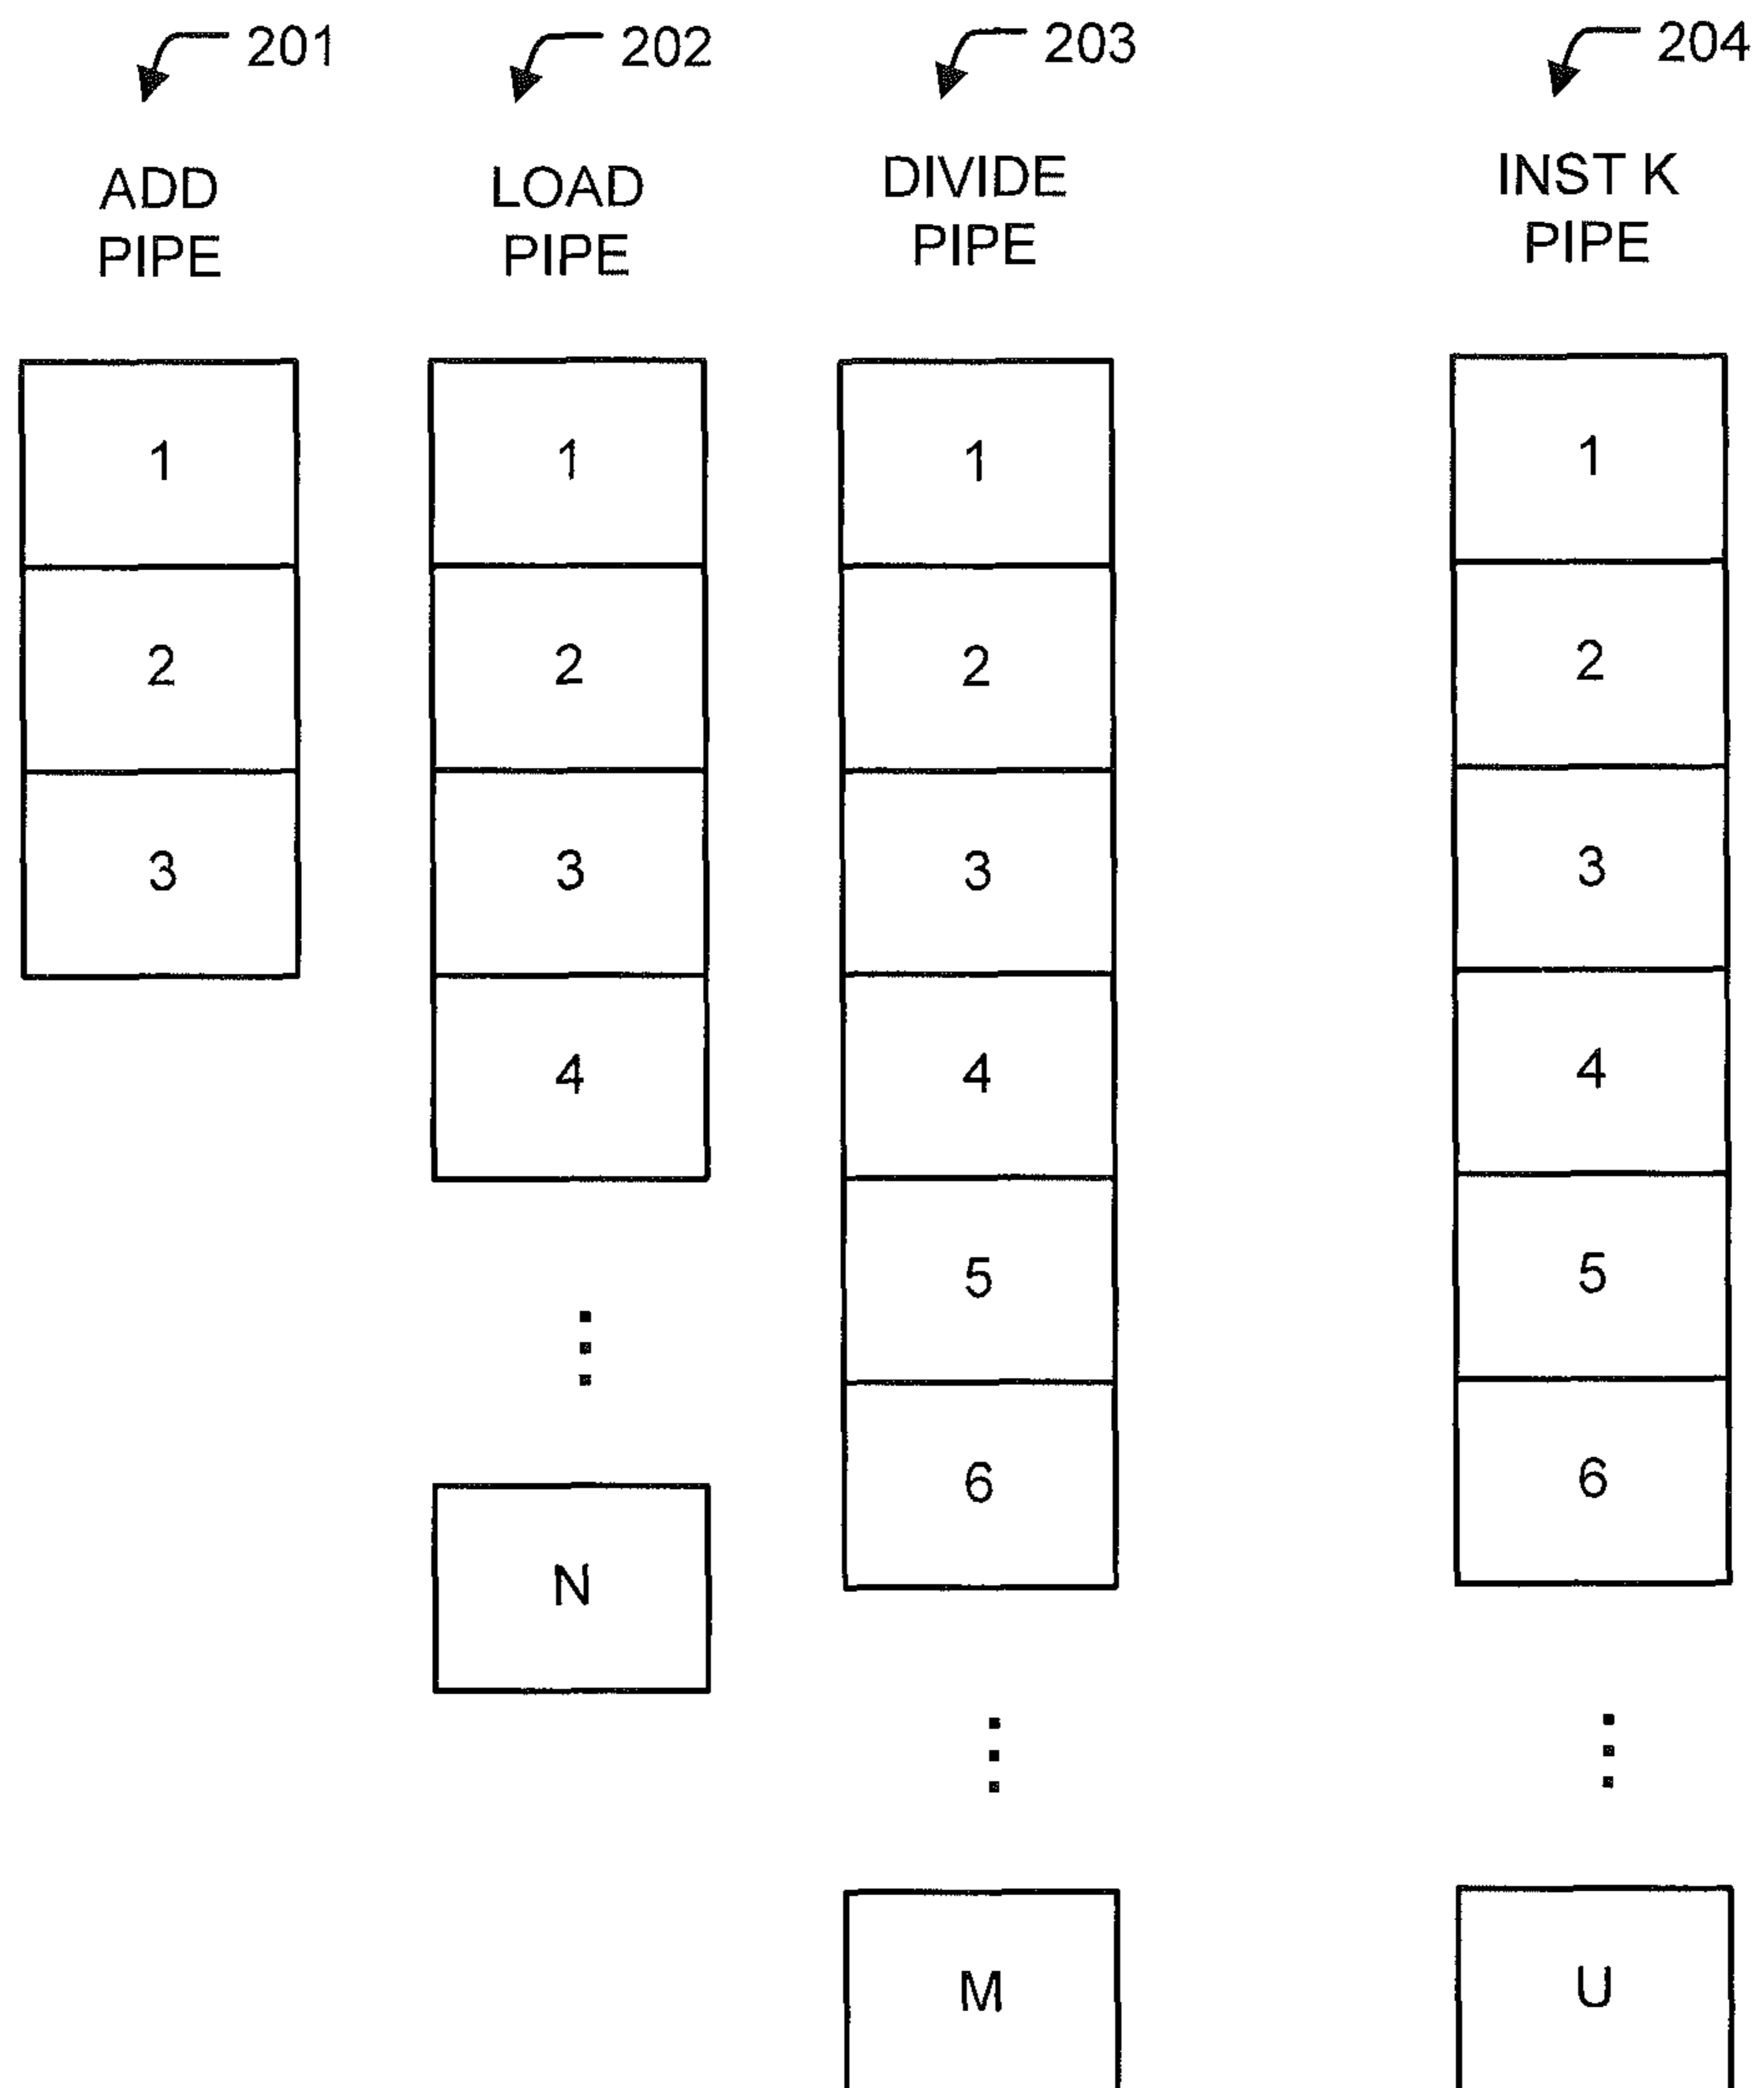 201 202 203 204
ADD LOAD DIVIDE INST K
PIPE PIPE PIPE PIPE
1 1 1 1
2 2 2 2
3 3 3 3
4 4 4
5 5
6 6
N
M U